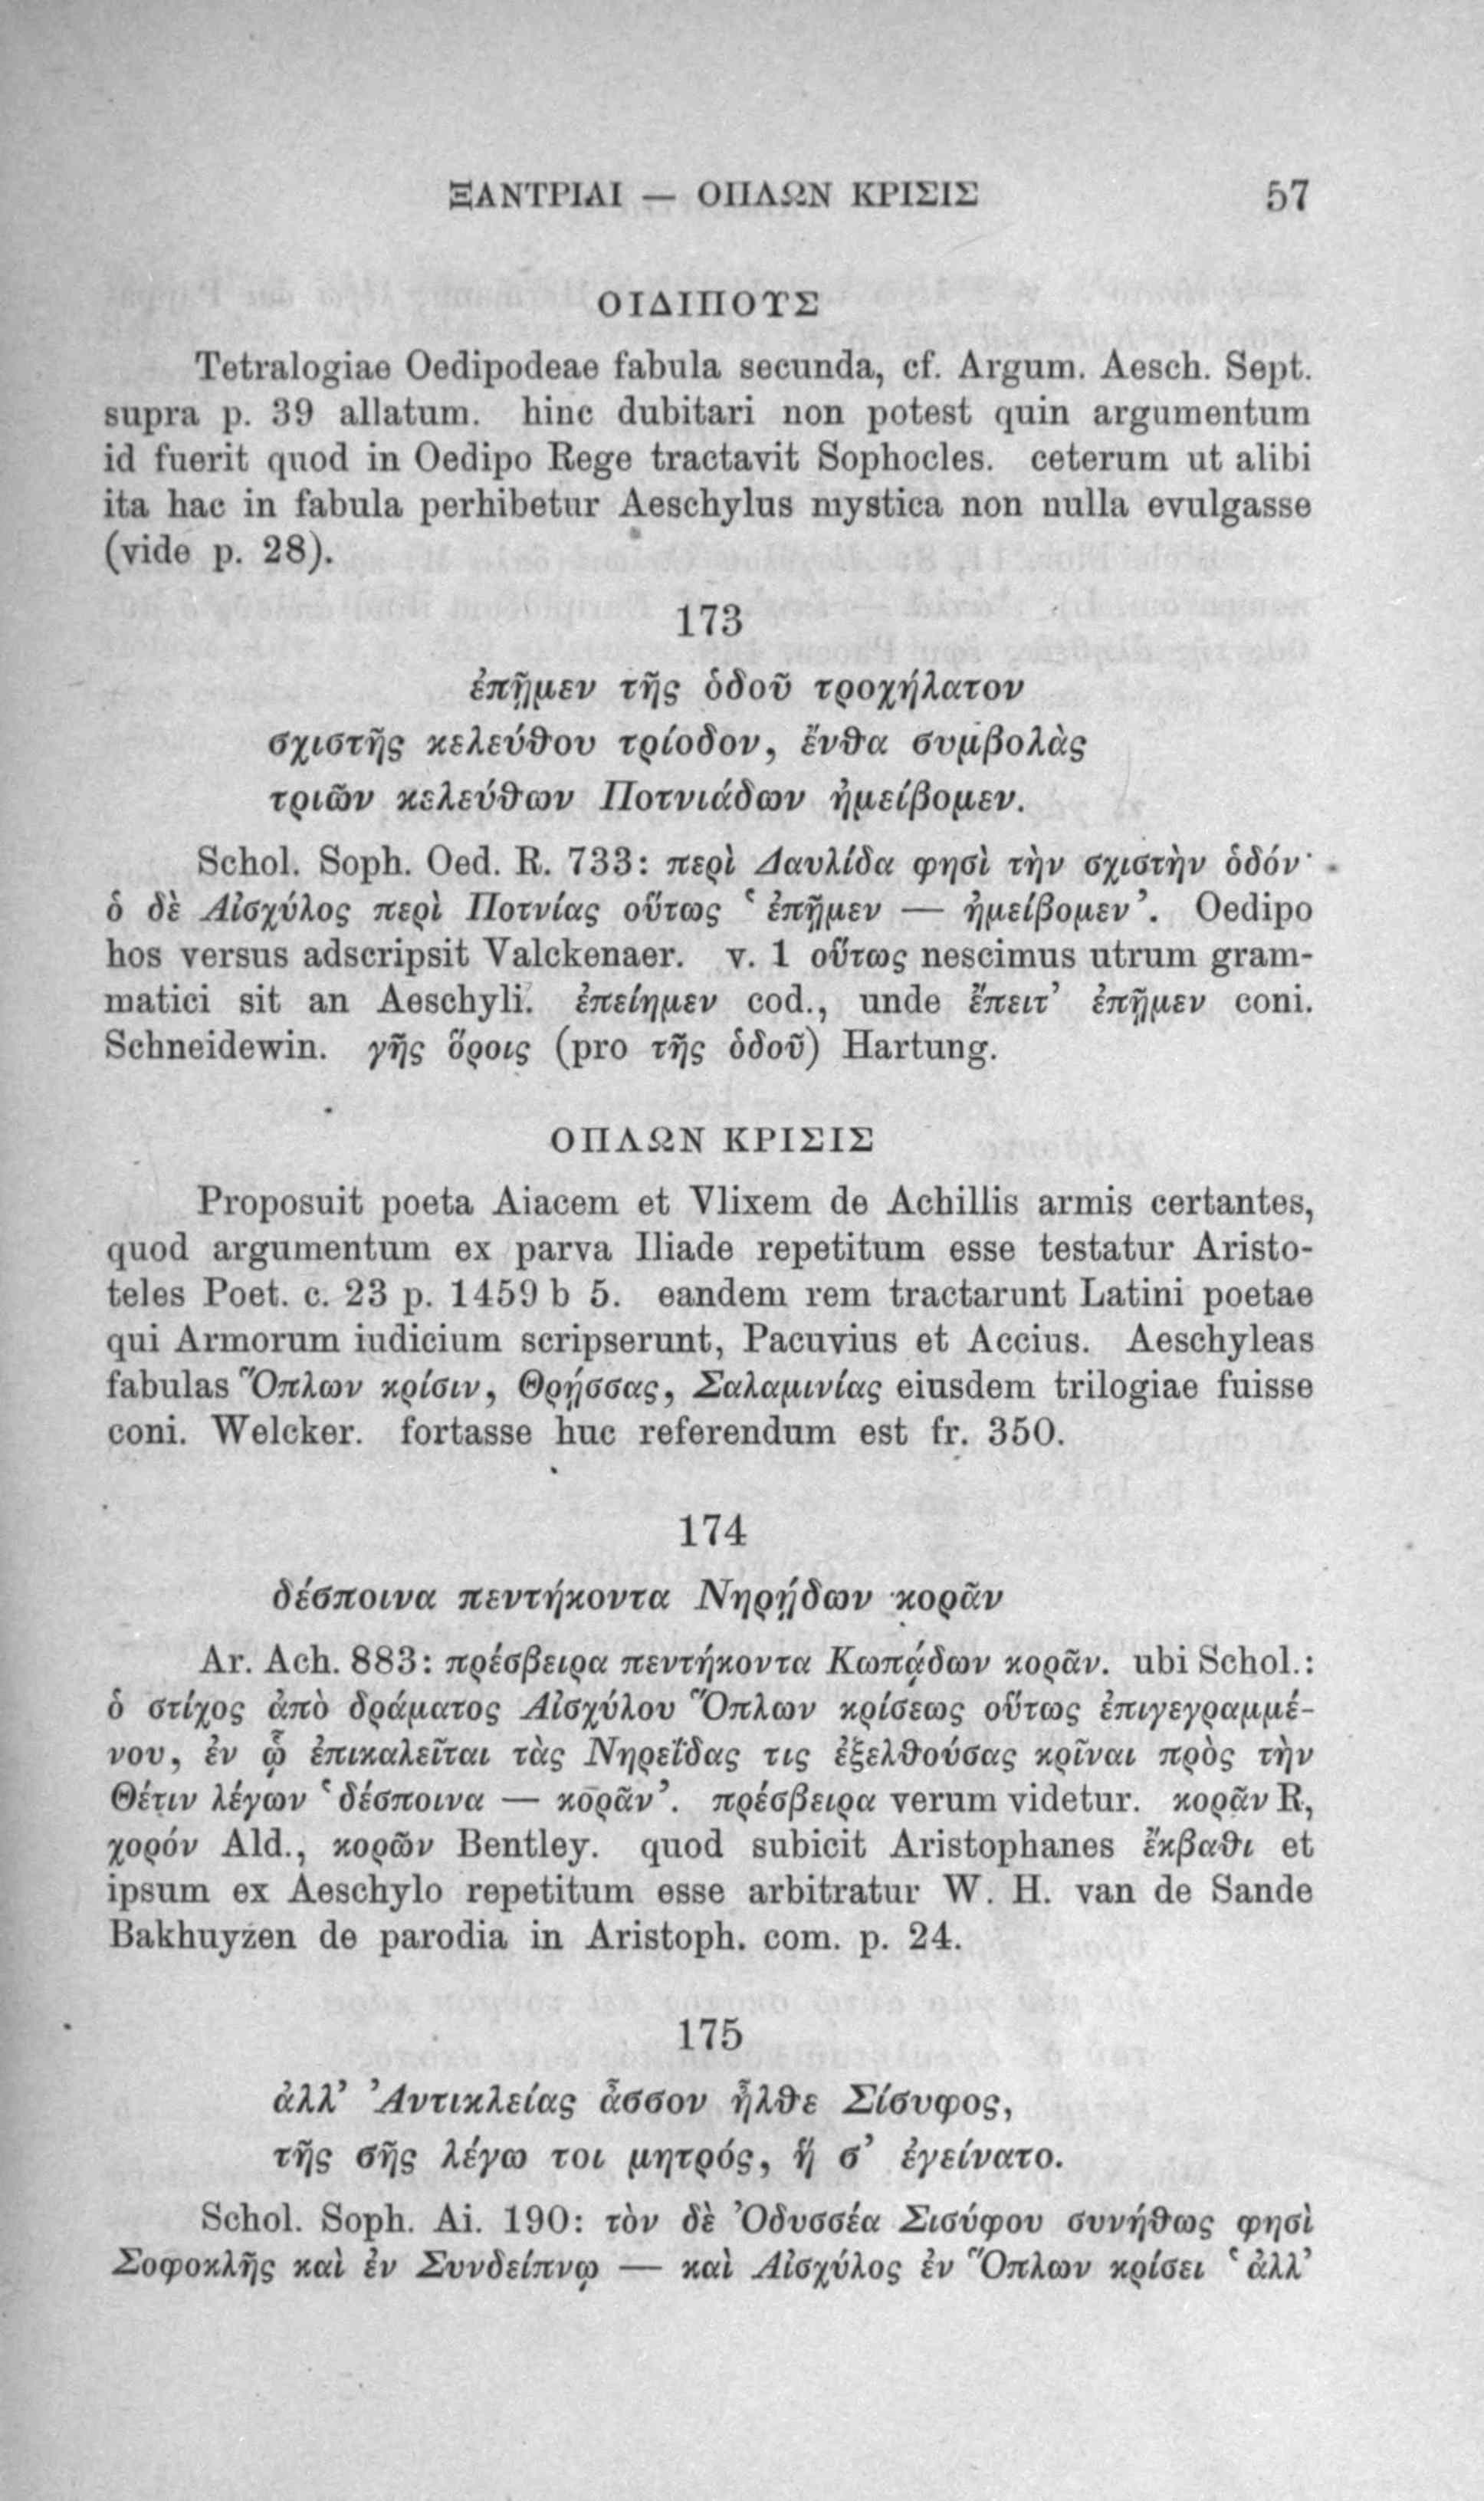 ΞΑΝΤΡΙΑΙ — ΟΠΛΩΝ ΚΡΙΣΙΣ 57
ΟΙΔΙΠΟΥΣ
Tetralogiae Oedipodeae fabula secunda, cf. Argum. Aesch. Sept.
supra p. 39 allatum. hinc dubitari non potest quin argumentum
id fuerit quod in Oedipo Rege tractavit Sophocles. ceterum ut alibi
ita hac in fabula perhibetur Aeschylus mystica non nulla evulgasse
(vide p. 28).
173
ἐπῇμεν τῆς ὁδοῦ τροχήλατον
σχιστῆς κελεύθου τρίοδον, ἔνθα συμβολὰς
τριῶν κελεύθων Ποτνιάδων ἠμείβομεν.
Schol. Soph. Oed. R. 733: περὶ Δαυλίδα φησὶ τὴν σχιστὴν ὁδόν·
ὁ δὲ Αἰσχύλος περὶ Ποτνίας οὕτως ‘ἐπῇμεν — ἠμείβομεν’. Oedipo
hos versus adscripsit Valckenaer. v. 1 οὕτως nescimus utrum gram-
matici sit an Aeschyli. ἐπείημεν cod., unde ἔπειτ’ ἐπῇμεν coni.
Schneidewin. γῆς ὅροις (pro τῆς ὁδοῦ) Hartung.
ΟΠΛΩΝ ΚΡΙΣΙΣ
Proposuit poeta Aiacem et Vlixem de Achillis armis certantes,
quod argumentum ex parva Iliade repetitum esse testatur Aristo-
teles Poet. c. 23 p. 1459 b 5. eandem rem tractarunt Latini poetae
qui Armorum iudicium scripserunt, Pacuvius et Accius. Aeschyleas
fabulas Ὅπλων κρίσιν, Θρῄσσας, Σαλαμινίας eiusdem trilogiae fuisse
coni. Welcker. fortasse huc referendum est fr. 350.
174
δέσποινα πεντήκοντα Νηρῄδων κορᾶν
Ar. Ach. 883: πρέσβειρα πεντήκοντα Κωπᾴδων κορᾶν. ubi Schol.:
ὁ στίχος ἀπὸ δράματος Αἰσχύλου Ὅπλων κρίσεως οὕτως ἐπιγεγραμμέ-
νου, ἐν ᾧ ἐπικαλεῖται τὰς Νηρεΐδας τις ἐξελθούσας κρῖναι πρὸς τὴν
Θέτιν λέγων ‘δέσποινα — κορᾶν’. πρέσβειρα verum videtur. κορᾶν R,
χορόν Ald., κορῶν Bentley. quod subicit Aristophanes ἔκβαθι et
ipsum ex Aeschylo repetitum esse arbitratur W. H. van de Sande
Bakhuyzen de parodia in Aristoph. com. p. 24.
175
ἀλλ’ Ἀντικλείας ἆσσον ἦλθε Σίσυφος,
τῆς σῆς λέγω τοι μητρός, ἥ σ’ ἐγείνατο.
Schol. Soph. Ai. 190: τὸν δὲ Ὀδυσσέα Σισύφου συνήθως φησὶ
Σοφοκλῆς καὶ ἐν Συνδείπνῳ — καὶ Αἰσχύλος ἐν Ὅπλων κρίσει ‘ἀλλ’